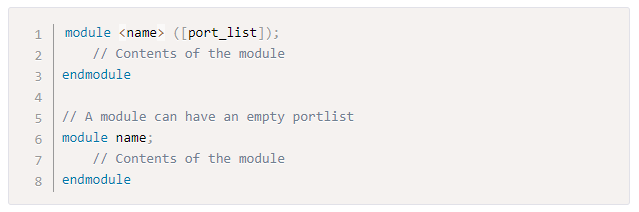 1 module <name> ([port_list]);
2     // Contents of the module
3 endmodule
4
5 // A module can have an empty portlist
6 module name;
7     // Contents of the module
8 endmodule